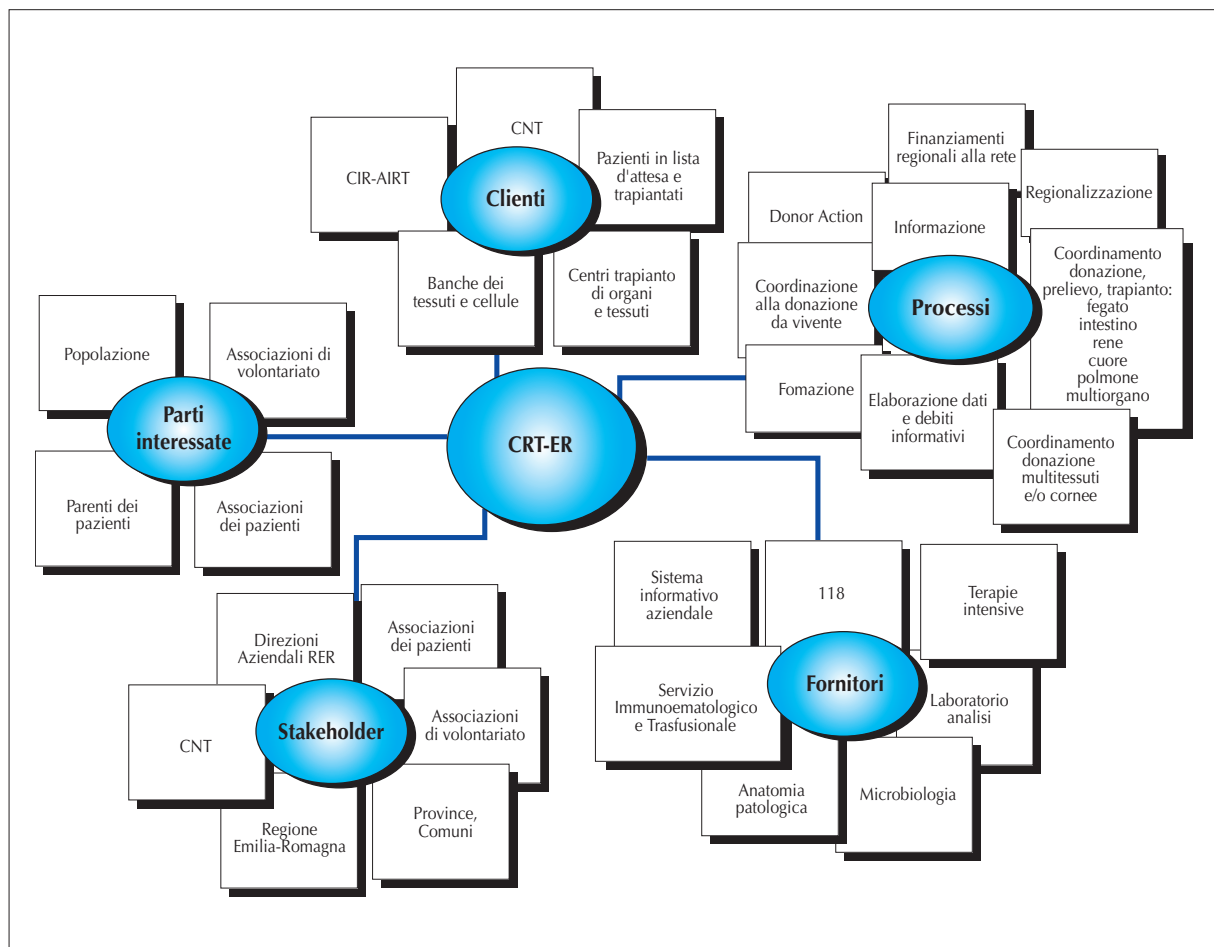 CNT
CIR-AIRT
Pazienti in lista
d'attesa e
trapiantati
Clienti
Banche dei
tessuti e cellule
Centri trapianto
di organi
e tessuti
Finanziamenti
regionali alla rete
Regionalizzazione
Donor Action
Informazione
Coordinazione
alla donazione
da vivente
Processi
Coordinamento
donazione,
prelievo, trapianto:
fegato
intestino
rene
cuore
polmone
multiorgano
Fomazione
Elaborazione dati
e debiti
informativi
Coordinamento
donazione
multitessuti
e/o cornee
Popolazione
Associazioni di
volontariato
Parti
interessate
Parenti dei
pazienti
Associazioni
dei pazienti
CRT-ER
Direzioni
Aziendali RER
Associazioni
dei pazienti
CNT
Stakeholder
Associazioni
di volontariato
Regione
Emilia-Romagna
Province,
Comuni
Sistema
informativo
aziendale
118
Terapie
intensive
Servizio
Immunoematologico
e Trasfusionale
Fornitori
Laboratorio
analisi
Anatomia
patologica
Microbiologia